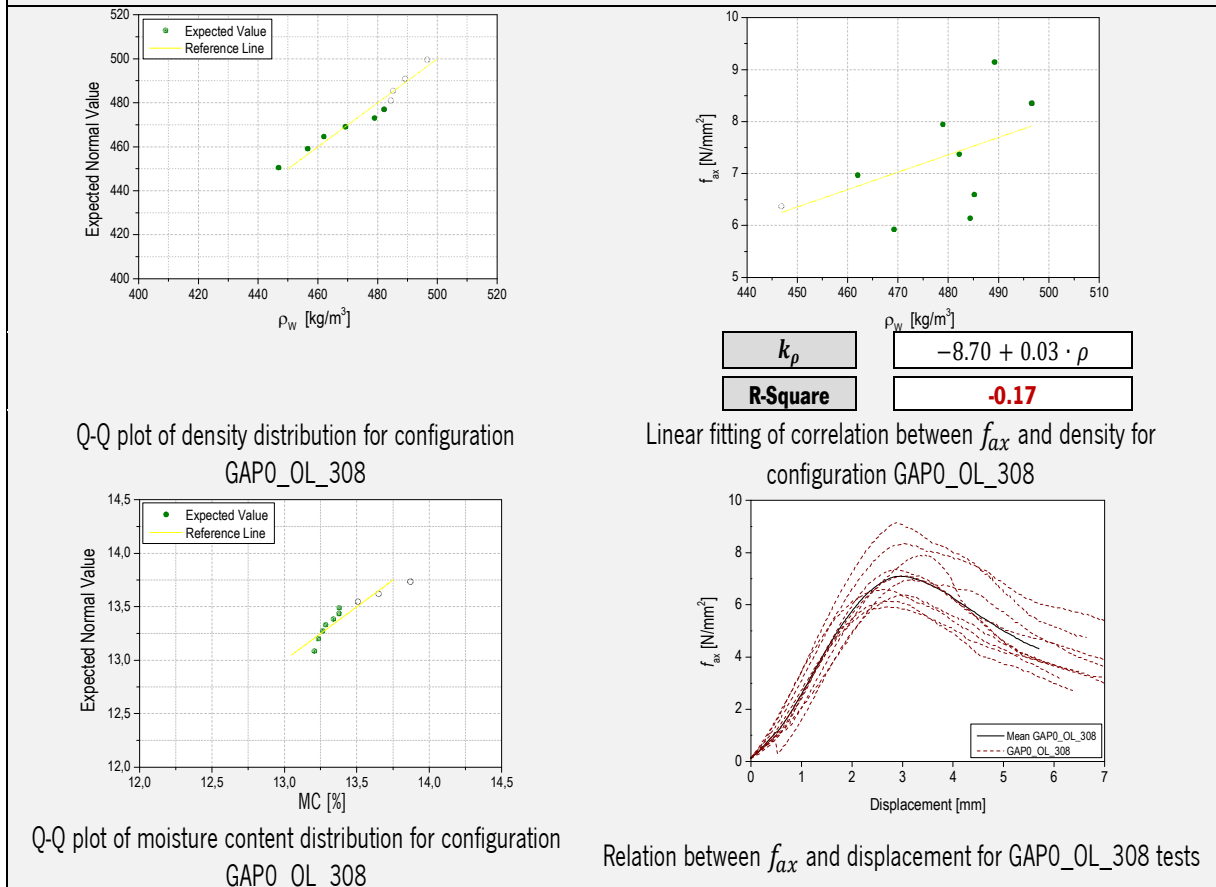 520
500
480
460
440
420
400
Expected Normal Value
Expected Value
Reference Line
400 420 440 460 480 500 520
ρW [kg/m³]
Q-Q plot of density distribution for configuration
GAP0_OL_308
10
9
8
7
6
5
fax [N/mm²]
440 450 460 470 480 490 500 510
ρW [kg/m³]
kρ −8.70 + 0.03 · ρ
R-Square -0.17
Linear fitting of correlation between fax and density for
configuration GAP0_OL_308
14,5
14,0
13,5
13,0
12,5
12,0
Expected Normal Value
Expected Value
Reference Line
12,0 12,5 13,0 13,5 14,0 14,5
MC [%]
Q-Q plot of moisture content distribution for configuration
GAP0_OL_308
10
8
6
4
2
0
fax [N/mm²]
Mean GAP0_OL_308
GAP0_OL_308
0 1 2 3 4 5 6 7
Displacement [mm]
Relation between fax and displacement for GAP0_OL_308 tests